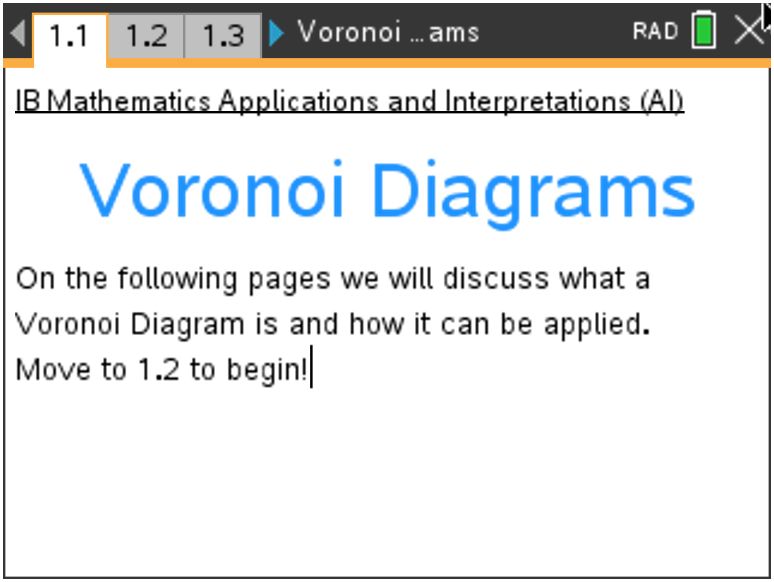 1.1 1.2 1.3 Voronoi …ams RAD
IB Mathematics Applications and Interpretations (AI)
Voronoi Diagrams
On the following pages we will discuss what a
Voronoi Diagram is and how it can be applied.
Move to 1.2 to begin!